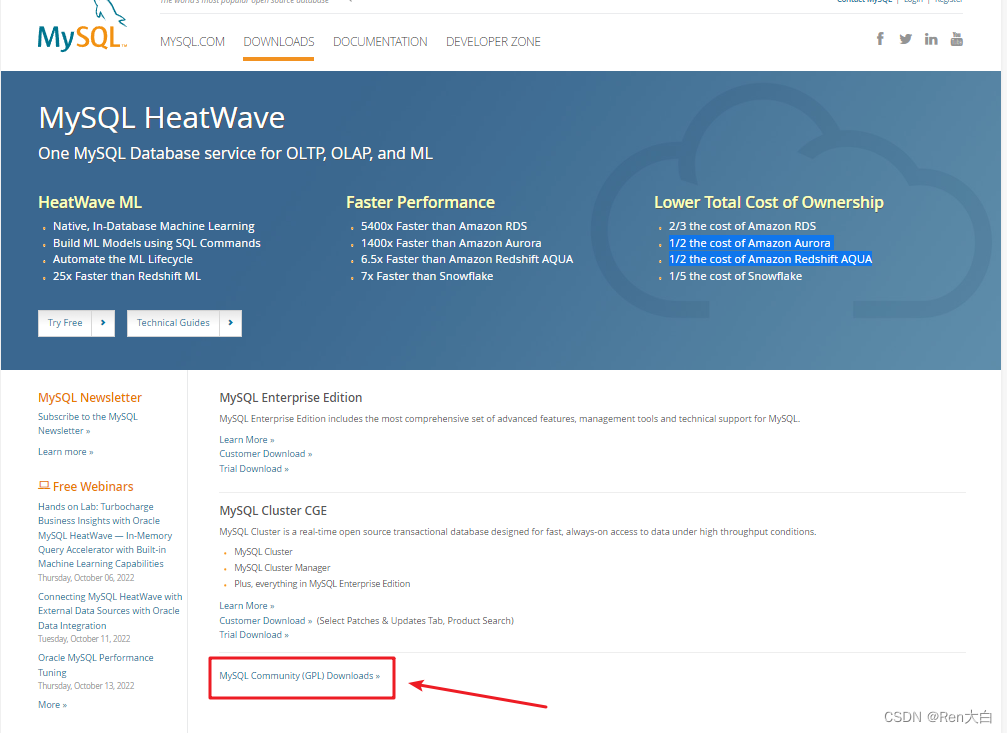 The world's most popular open source database
Contact MySQL | Login | Register
MySQL™
MYSQL.COM DOWNLOADS DOCUMENTATION DEVELOPER ZONE
MySQL HeatWave
One MySQL Database service for OLTP, OLAP, and ML
HeatWave ML
Native, In-Database Machine Learning
Build ML Models using SQL Commands
Automate the ML Lifecycle
25x Faster than Redshift ML
Faster Performance
5400x Faster than Amazon RDS
1400x Faster than Amazon Aurora
6.5x Faster than Amazon Redshift AQUA
7x Faster than Snowflake
Lower Total Cost of Ownership
2/3 the cost of Amazon RDS
1/2 the cost of Amazon Aurora
1/2 the cost of Amazon Redshift AQUA
1/5 the cost of Snowflake
Try Free
Technical Guides
MySQL Newsletter
Subscribe to the MySQL
Newsletter »
Learn more »
Free Webinars
Hands on Lab: Turbocharge
Business Insights with Oracle
MySQL HeatWave — In-Memory
Query Accelerator with Built-in
Machine Learning Capabilities
Thursday, October 06, 2022
Connecting MySQL HeatWave with
External Data Sources with Oracle
Data Integration
Tuesday, October 11, 2022
Oracle MySQL Performance
Tuning
Thursday, October 13, 2022
More »
MySQL Enterprise Edition
MySQL Enterprise Edition includes the most comprehensive set of advanced features, management tools and technical support for MySQL.
Learn More »
Customer Download »
Trial Download »
MySQL Cluster CGE
MySQL Cluster is a real-time open source transactional database designed for fast, always-on access to data under high throughput conditions.
MySQL Cluster
MySQL Cluster Manager
Plus, everything in MySQL Enterprise Edition
Learn More »
Customer Download » (Select Patches & Updates Tab, Product Search)
Trial Download »
MySQL Community (GPL) Downloads »
CSDN @Ren大白